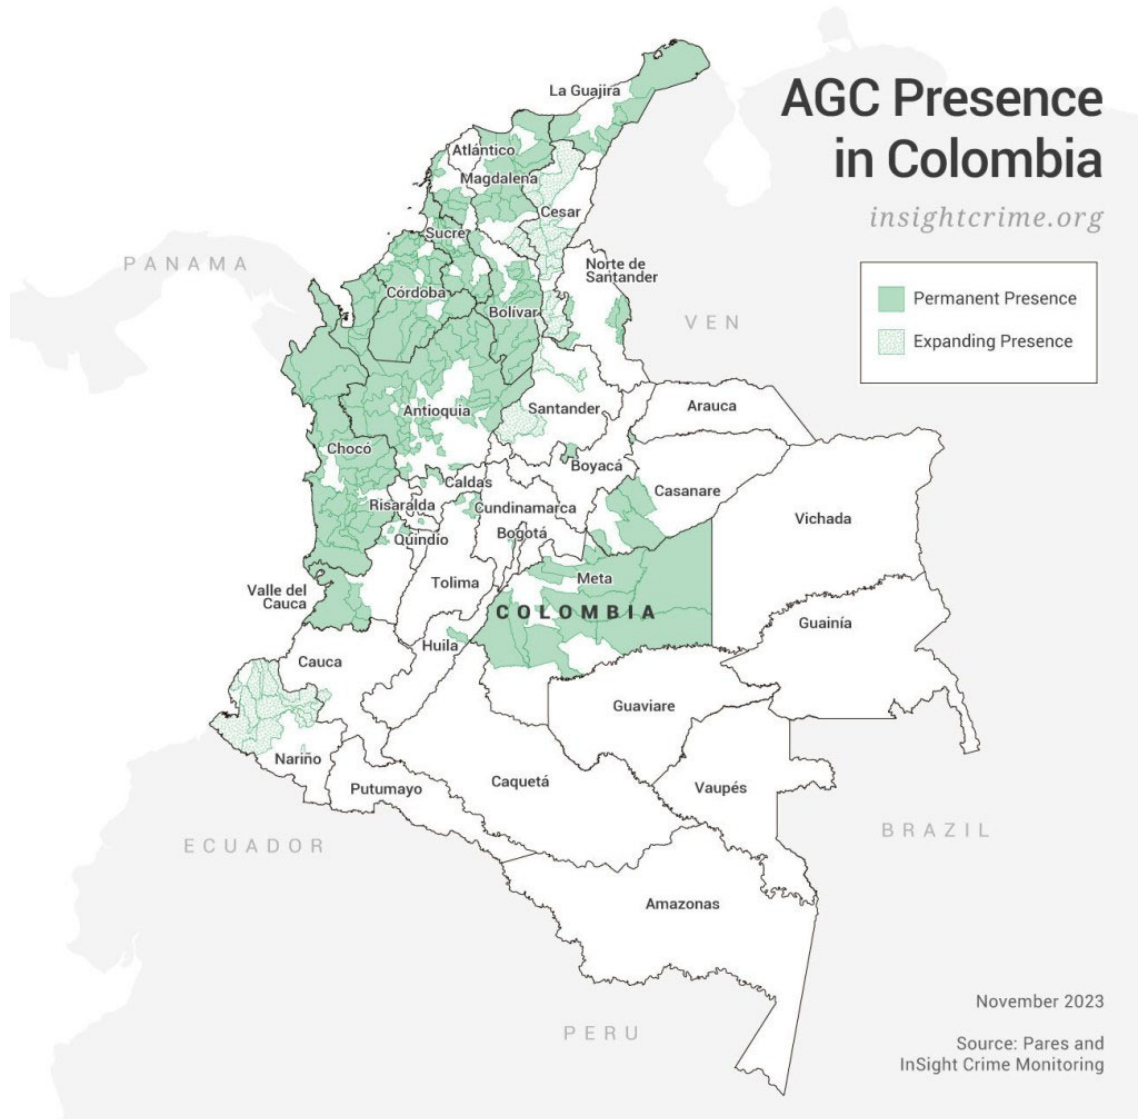 AGC Presence
in Colombia
insightcrime.org
Permanent Presence
Expanding Presence
La Guajira
Atlántico
Magdalena
Cesar
Sucre
Norte de
Santander
PANAMA
Córdoba
Bolívar
VEN
Antioquia
Santander
Arauca
Chocó
Boyacá
Caldas
Casanare
Risaralda
Cundinamarca
Vichada
Quindio
Bogotá
Tolima
Meta
Valle del
Cauca
COLOMBIA
Guainía
Huila
Cauca
Guaviare
Nariño
Putumayo
Caquetá
Vaupés
ECUADOR
BRAZIL
Amazonas
PERU
November 2023
Source: Pares and
InSight Crime Monitoring